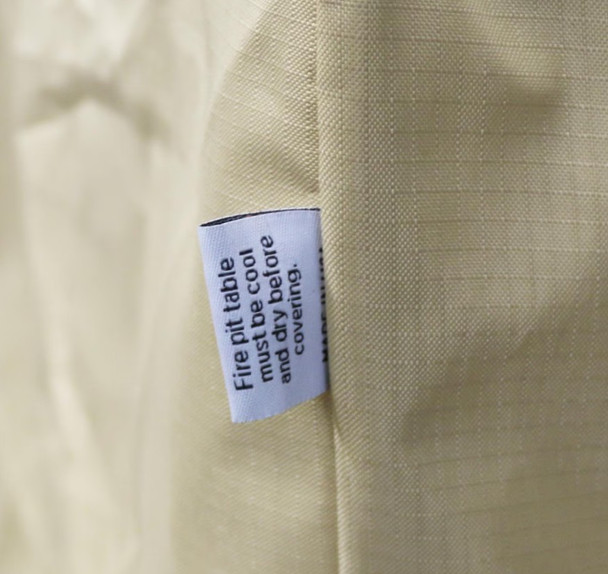 Fire pit table
must be cool
and dry before
covering.